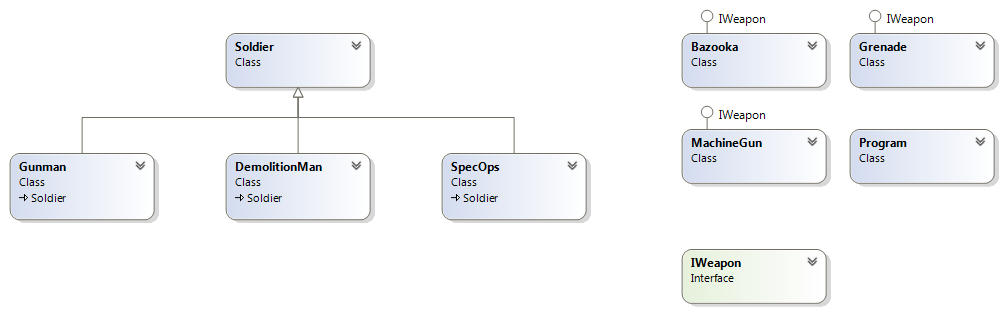 Soldier
Class
Gunman
Class
Soldier
DemolitionMan
Class
Soldier
SpecOps
Class
Soldier
IWeapon
Bazooka
Class
IWeapon
Grenade
Class
IWeapon
MachineGun
Class
Program
Class
IWeapon
Interface